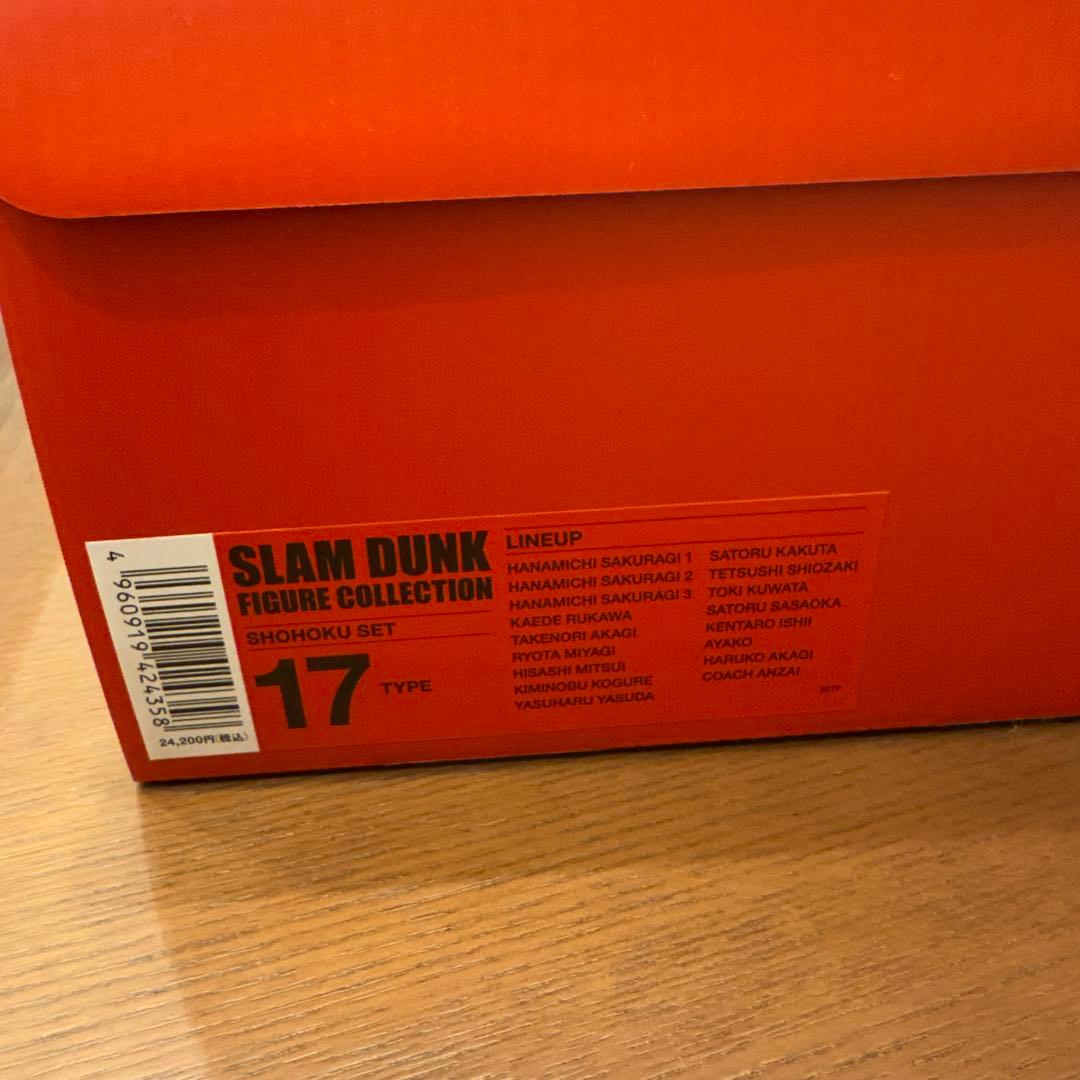 4 960919 424358
24,200円(税込)
SLAM DUNK
FIGURE COLLECTION
SHOHOKU SET
17 TYPE
LINEUP
HANAMICHI SAKURAGI 1
HANAMICHI SAKURAGI 2
HANAMICHI SAKURAGI 3
KAEDE RUKAWA
TAKENORI AKAGI
RYOTA MIYAGI
HISASHI MITSUI
KIMINOBU KOGURE
YASUHARU YASUDA
SATORU KAKUTA
TETSUSHI SHIOZAKI
TOKI KUWATA
SATORU SASAOKA
KENTARO ISHII
AYAKO
HARUKO AKAGI
COACH ANZAI